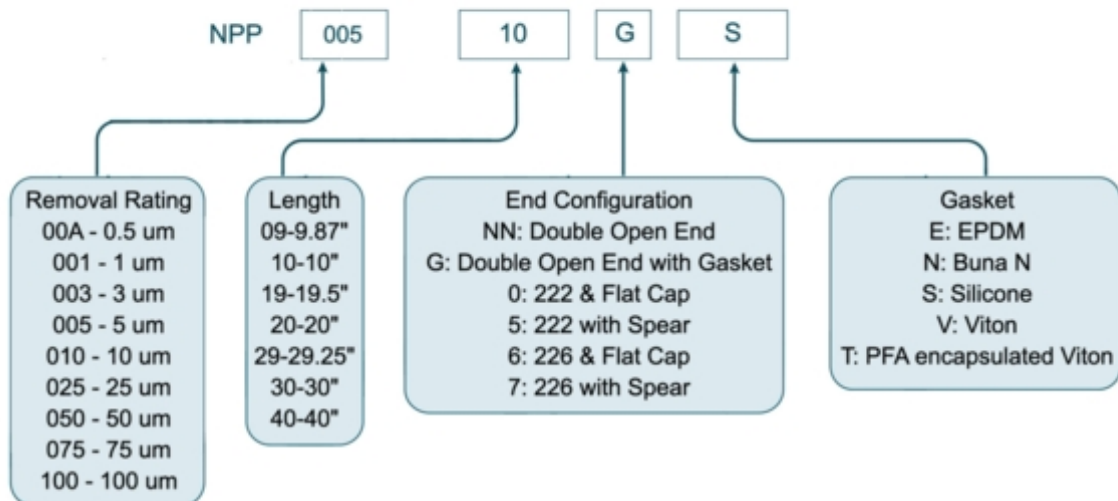 NPP 005 10 G S
Removal Rating
00A - 0.5 um
001 - 1 um
003 - 3 um
005 - 5 um
010 - 10 um
025 - 25 um
050 - 50 um
075 - 75 um
100 - 100 um
Length
09-9.87"
10-10"
19-19.5"
20-20"
29-29.25"
30-30"
40-40"
End Configuration
NN: Double Open End
G: Double Open End with Gasket
0: 222 & Flat Cap
5: 222 with Spear
6: 226 & Flat Cap
7: 226 with Spear
Gasket
E: EPDM
N: Buna N
S: Silicone
V: Viton
T: PFA encapsulated Viton